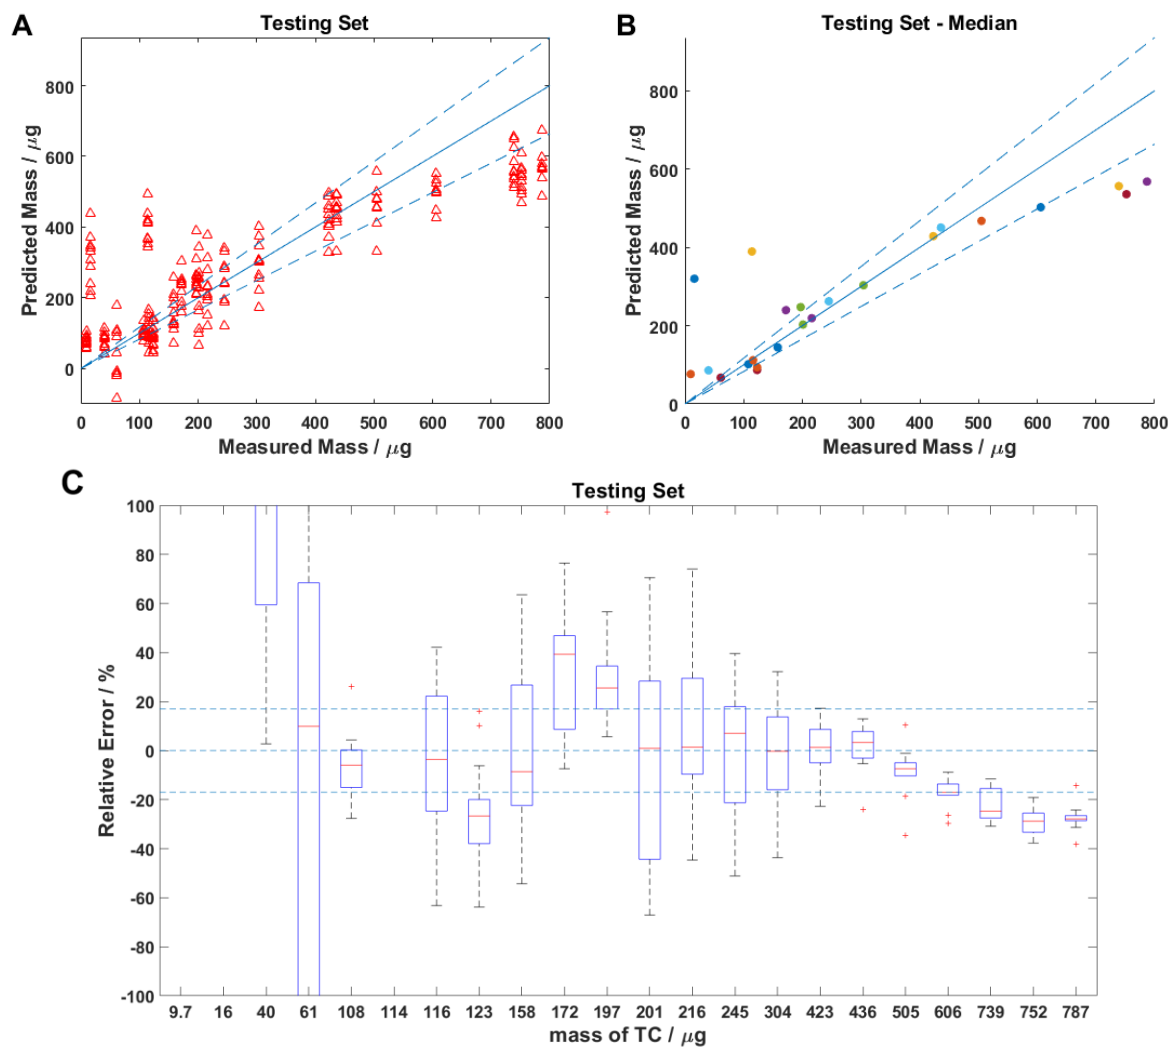 A
Testing Set
Predicted Mass / μg
800
600
400
200
0
0 100 200 300 400 500 600 700 800
Measured Mass / μg
B
Testing Set - Median
Predicted Mass / μg
800
600
400
200
0
0 100 200 300 400 500 600 700 800
Measured Mass / μg
C
Testing Set
Relative Error / %
100
80
60
40
20
0
-20
-40
-60
-80
-100
9.7 16 40 61 108 114 116 123 158 172 197 201 216 245 304 423 436 505 606 739 752 787
mass of TC / μg